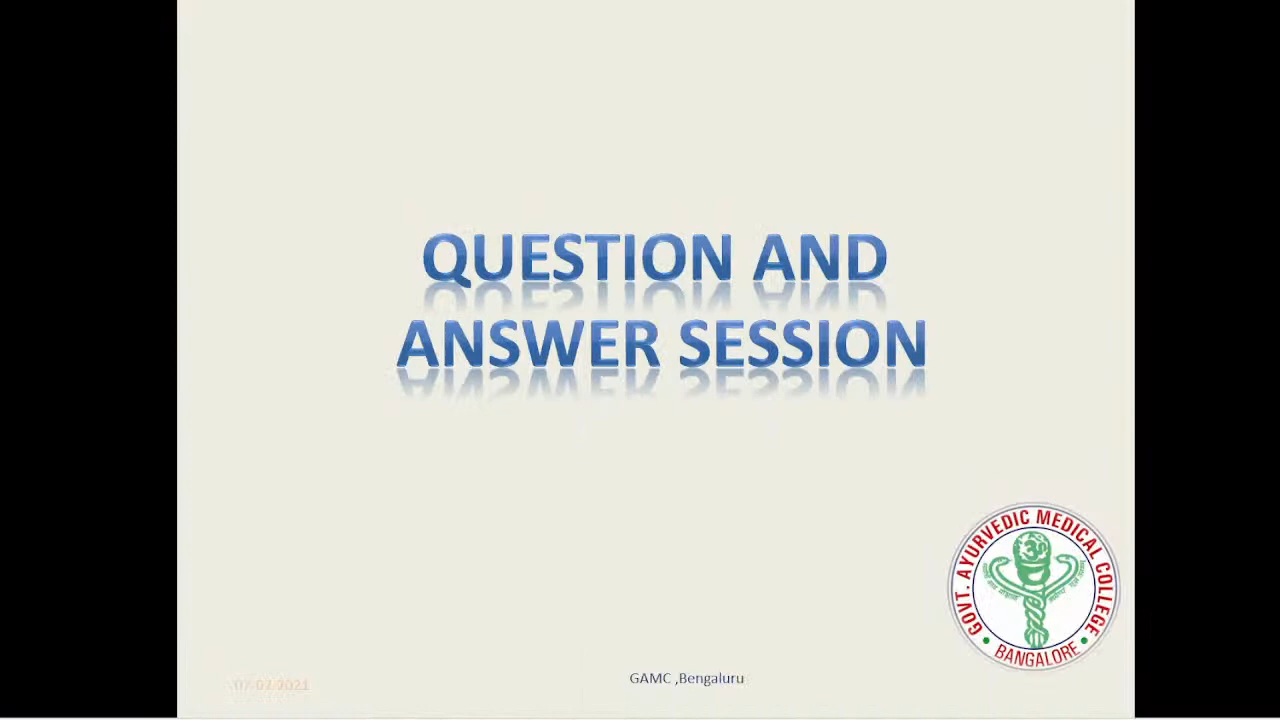 QUESTION AND
ANSWER SESSION
GOVT. AYURVEDIC MEDICAL COLLEGE
BANGALORE
GAMC ,Bengaluru